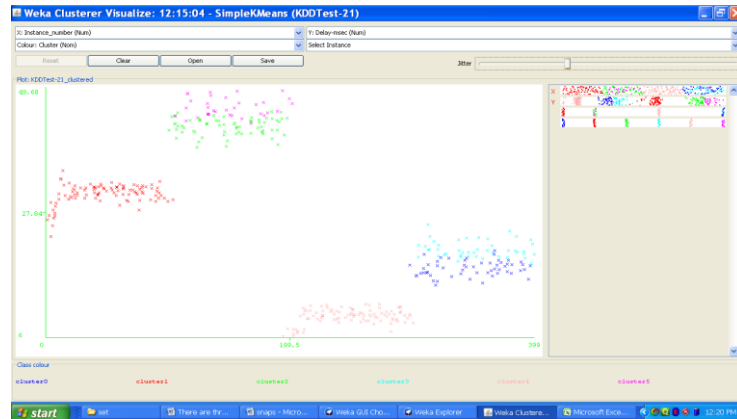 Weka Clusterer Visualize: 12:15:04 - SimpleKMeans (KDDTest-21)
X: Instance_number (Num)
Y: Delay-msec (Num)
Colour: Cluster (Nom)
Select Instance
Reset Clear Open Save
Jitter
Plot: KDDTest-21_clustered
X
Y
27.84
0 199.5 399
Class colour
cluster0 cluster1 cluster2 cluster3 cluster4 cluster5
start
set
There are thr...
snaps - Micro...
Weka GUI Cho...
Weka Explorer
Weka Clustere...
Microsoft Exce...
12:20 PM